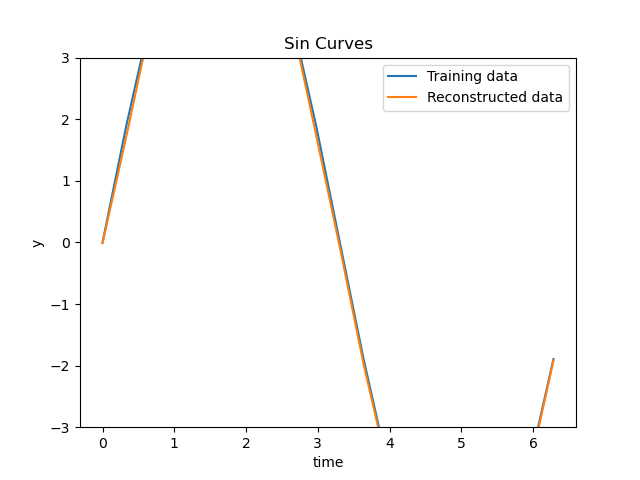 Sin Curves
Training data
Reconstructed data
3
2
1
0
−1
−2
−3
y
0
1
2
3
4
5
6
time